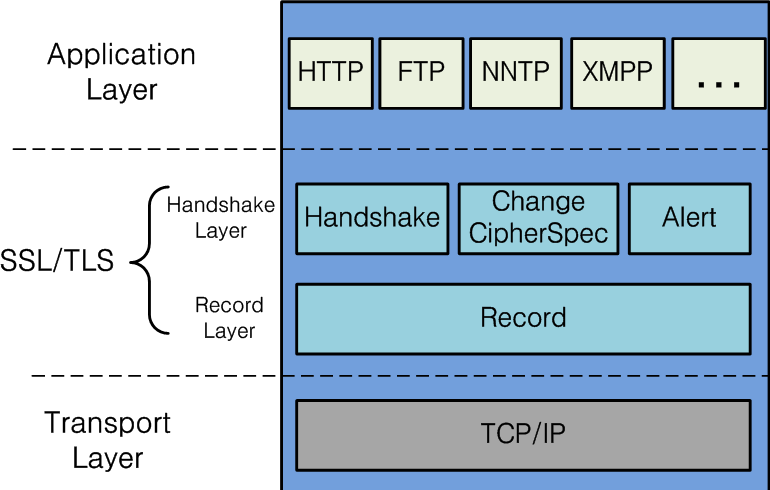 Application
Layer
HTTP
FTP
NNTP
XMPP
...
SSL/TLS
Handshake
Layer
Handshake
Change
CipherSpec
Alert
Record
Layer
Record
Transport
Layer
TCP/IP